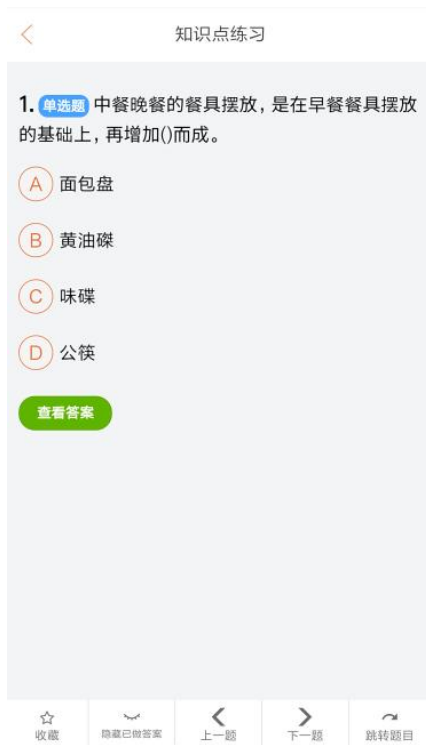 知识点练习
1. 单选题 中餐晚餐的餐具摆放，是在早餐餐具摆放
的基础上，再增加()而成。
A 面包盘
B 黄油磔
C 味碟
D 公筷
查看答案
收藏 隐藏已做答案 上一题 下一题 跳转题目